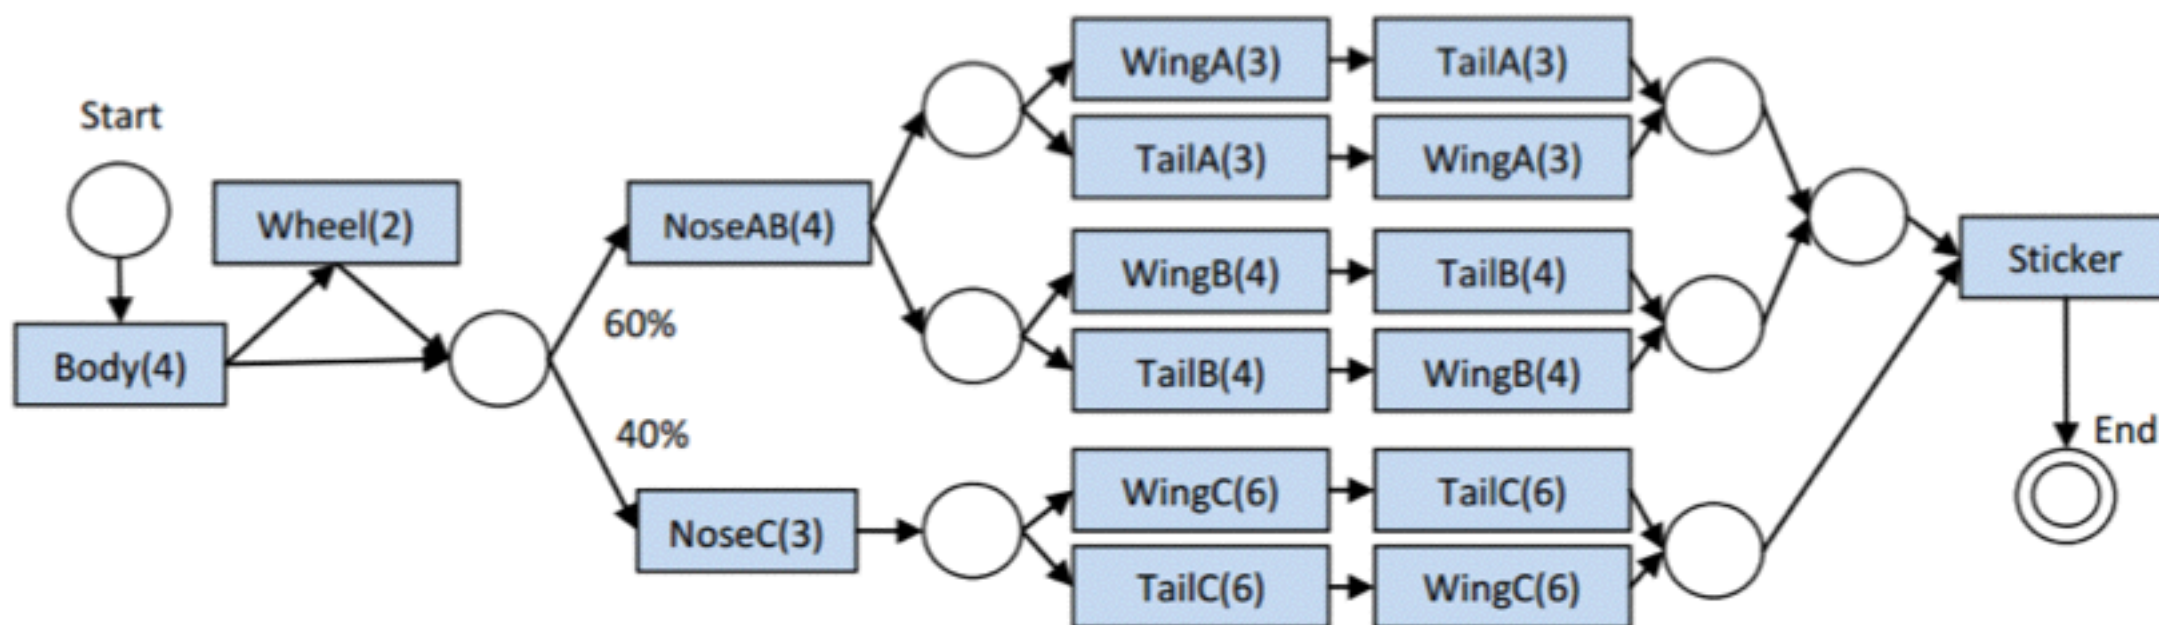 Start
Body(4)
Wheel(2)
60%
40%
NoseAB(4)
NoseC(3)
WingA(3)
TailA(3)
TailA(3)
WingA(3)
WingB(4)
TailB(4)
TailB(4)
WingB(4)
WingC(6)
TailC(6)
TailC(6)
WingC(6)
Sticker
End